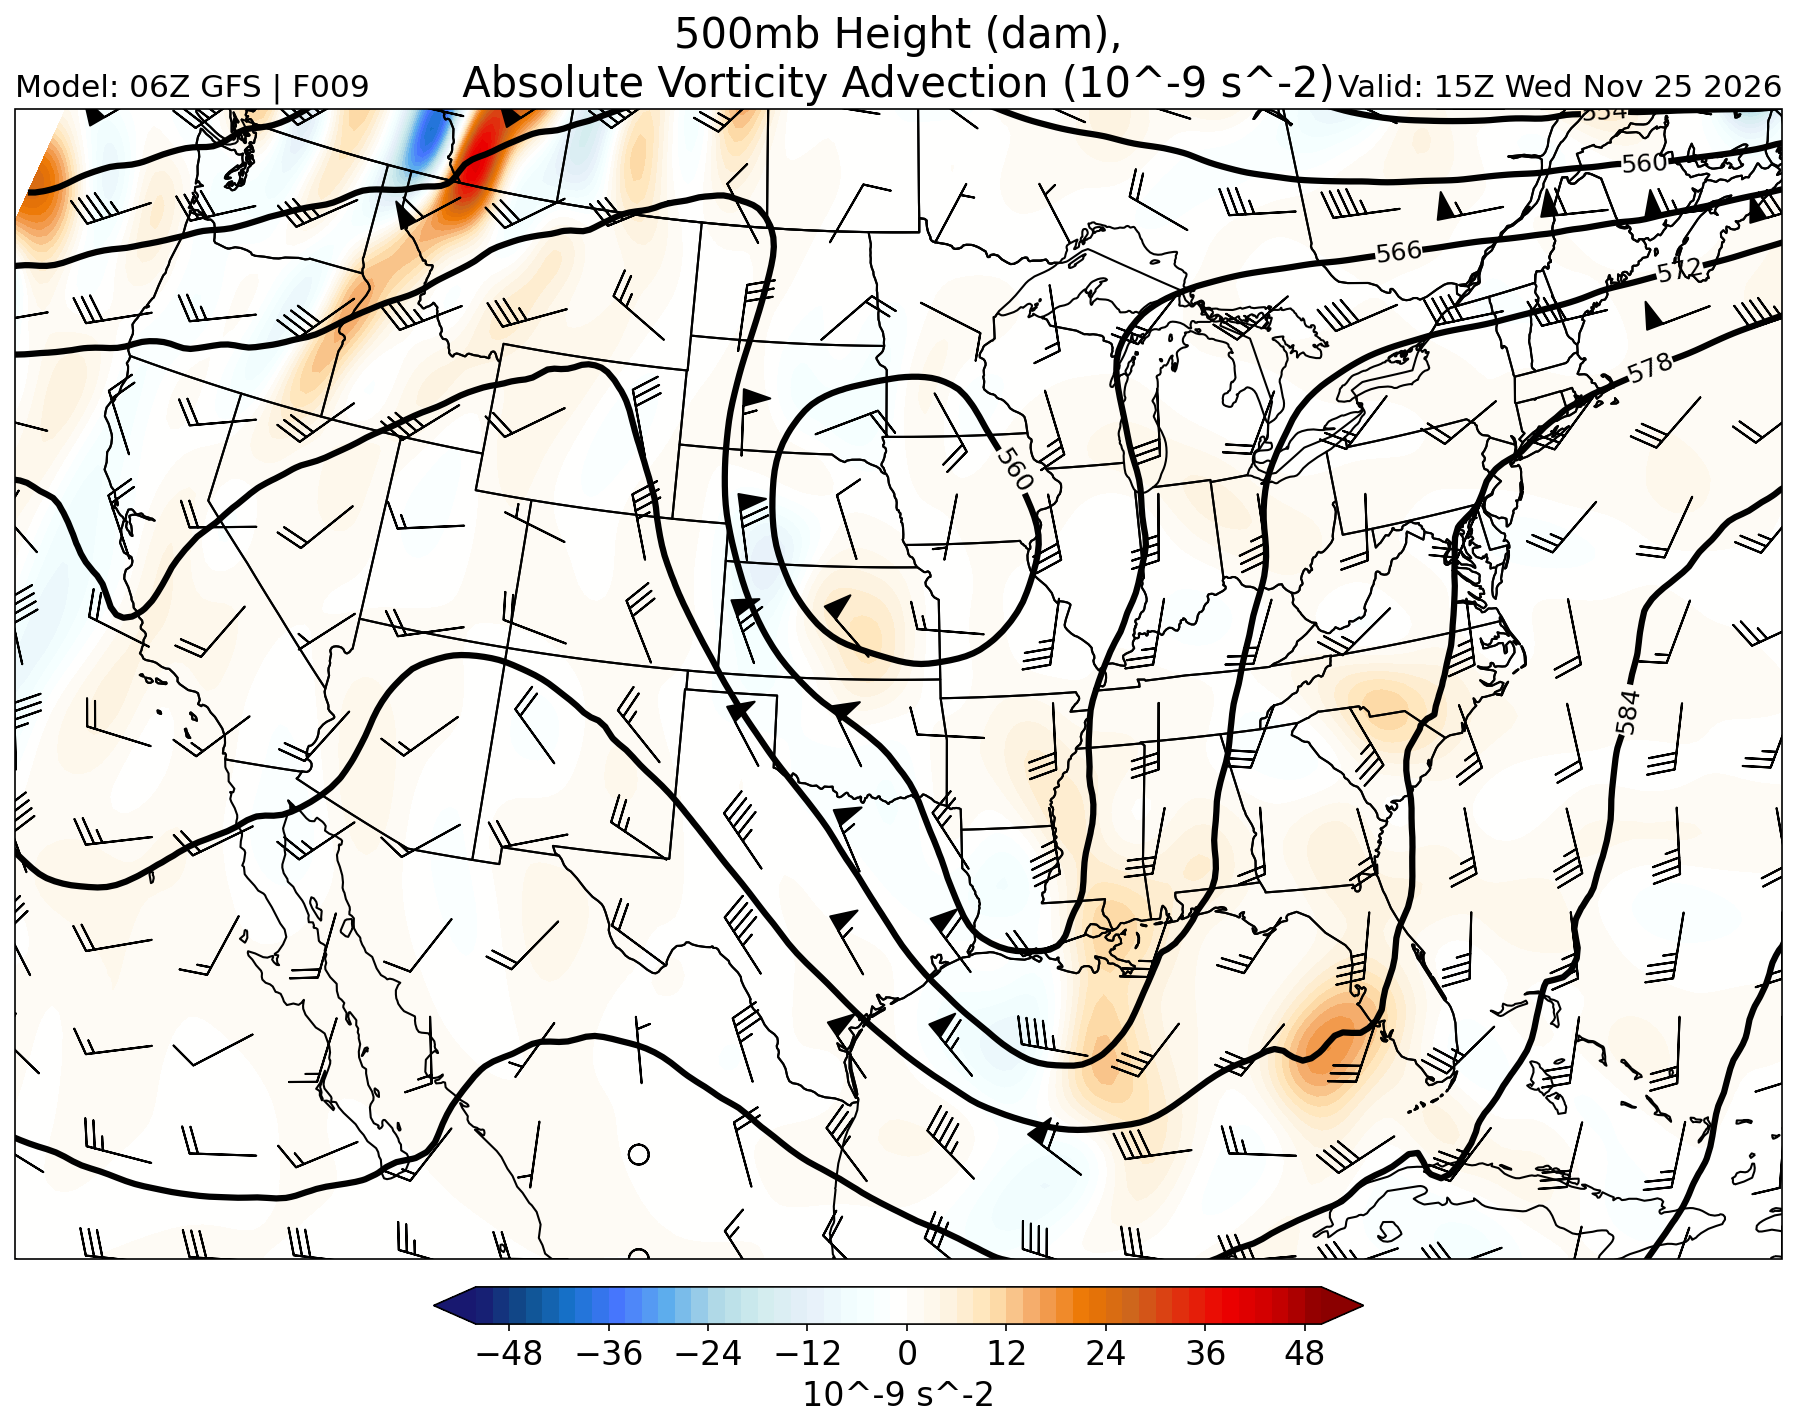 500mb Height (dam),
Model: 06Z GFS | F009
Absolute Vorticity Advection (10^-9 s^-2)
Valid: 15Z Wed Nov 25 2026
554
560
566
572
578
560
584
−48 −36 −24 −12 0 12 24 36 48
10^-9 s^-2